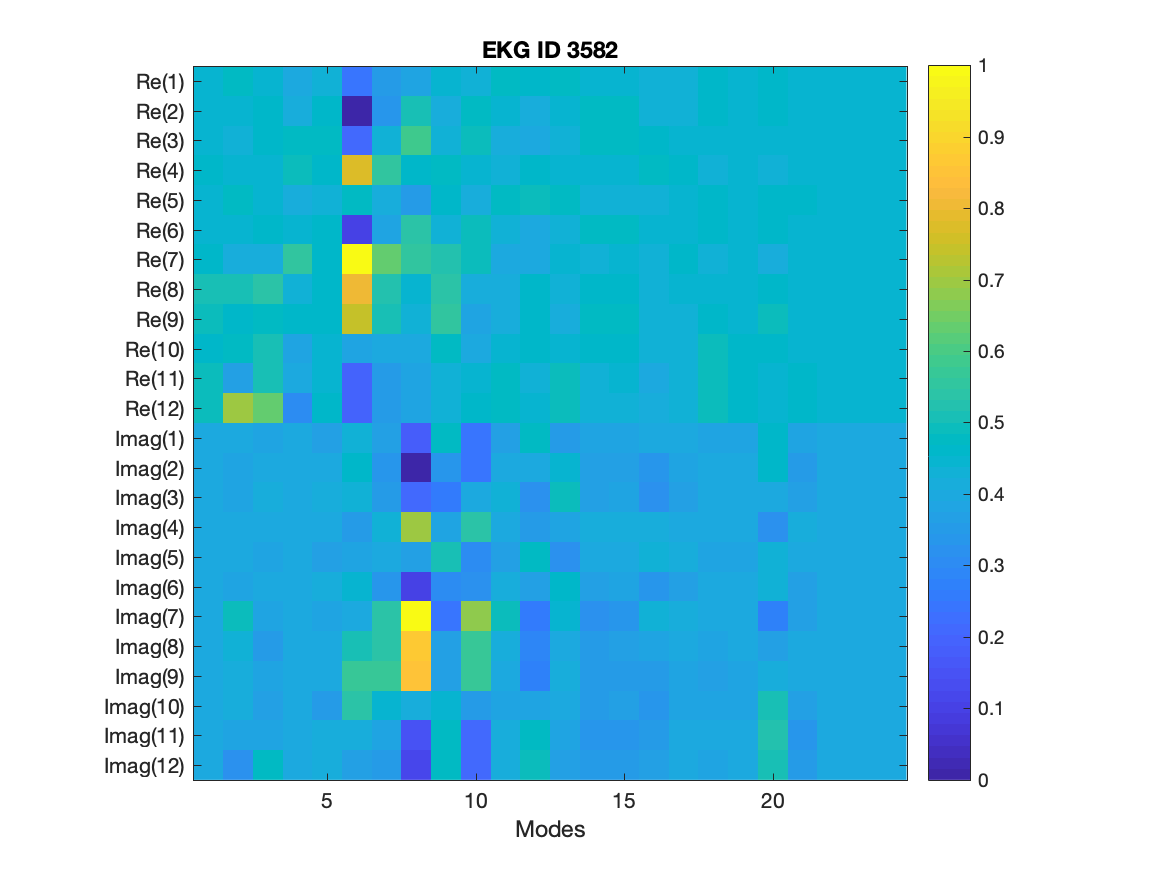 EKG ID 3582
Re(1)
Re(2)
Re(3)
Re(4)
Re(5)
Re(6)
Re(7)
Re(8)
Re(9)
Re(10)
Re(11)
Re(12)
Imag(1)
Imag(2)
Imag(3)
Imag(4)
Imag(5)
Imag(6)
Imag(7)
Imag(8)
Imag(9)
Imag(10)
Imag(11)
Imag(12)
5 10 15 20
Modes
1
0.9
0.8
0.7
0.6
0.5
0.4
0.3
0.2
0.1
0